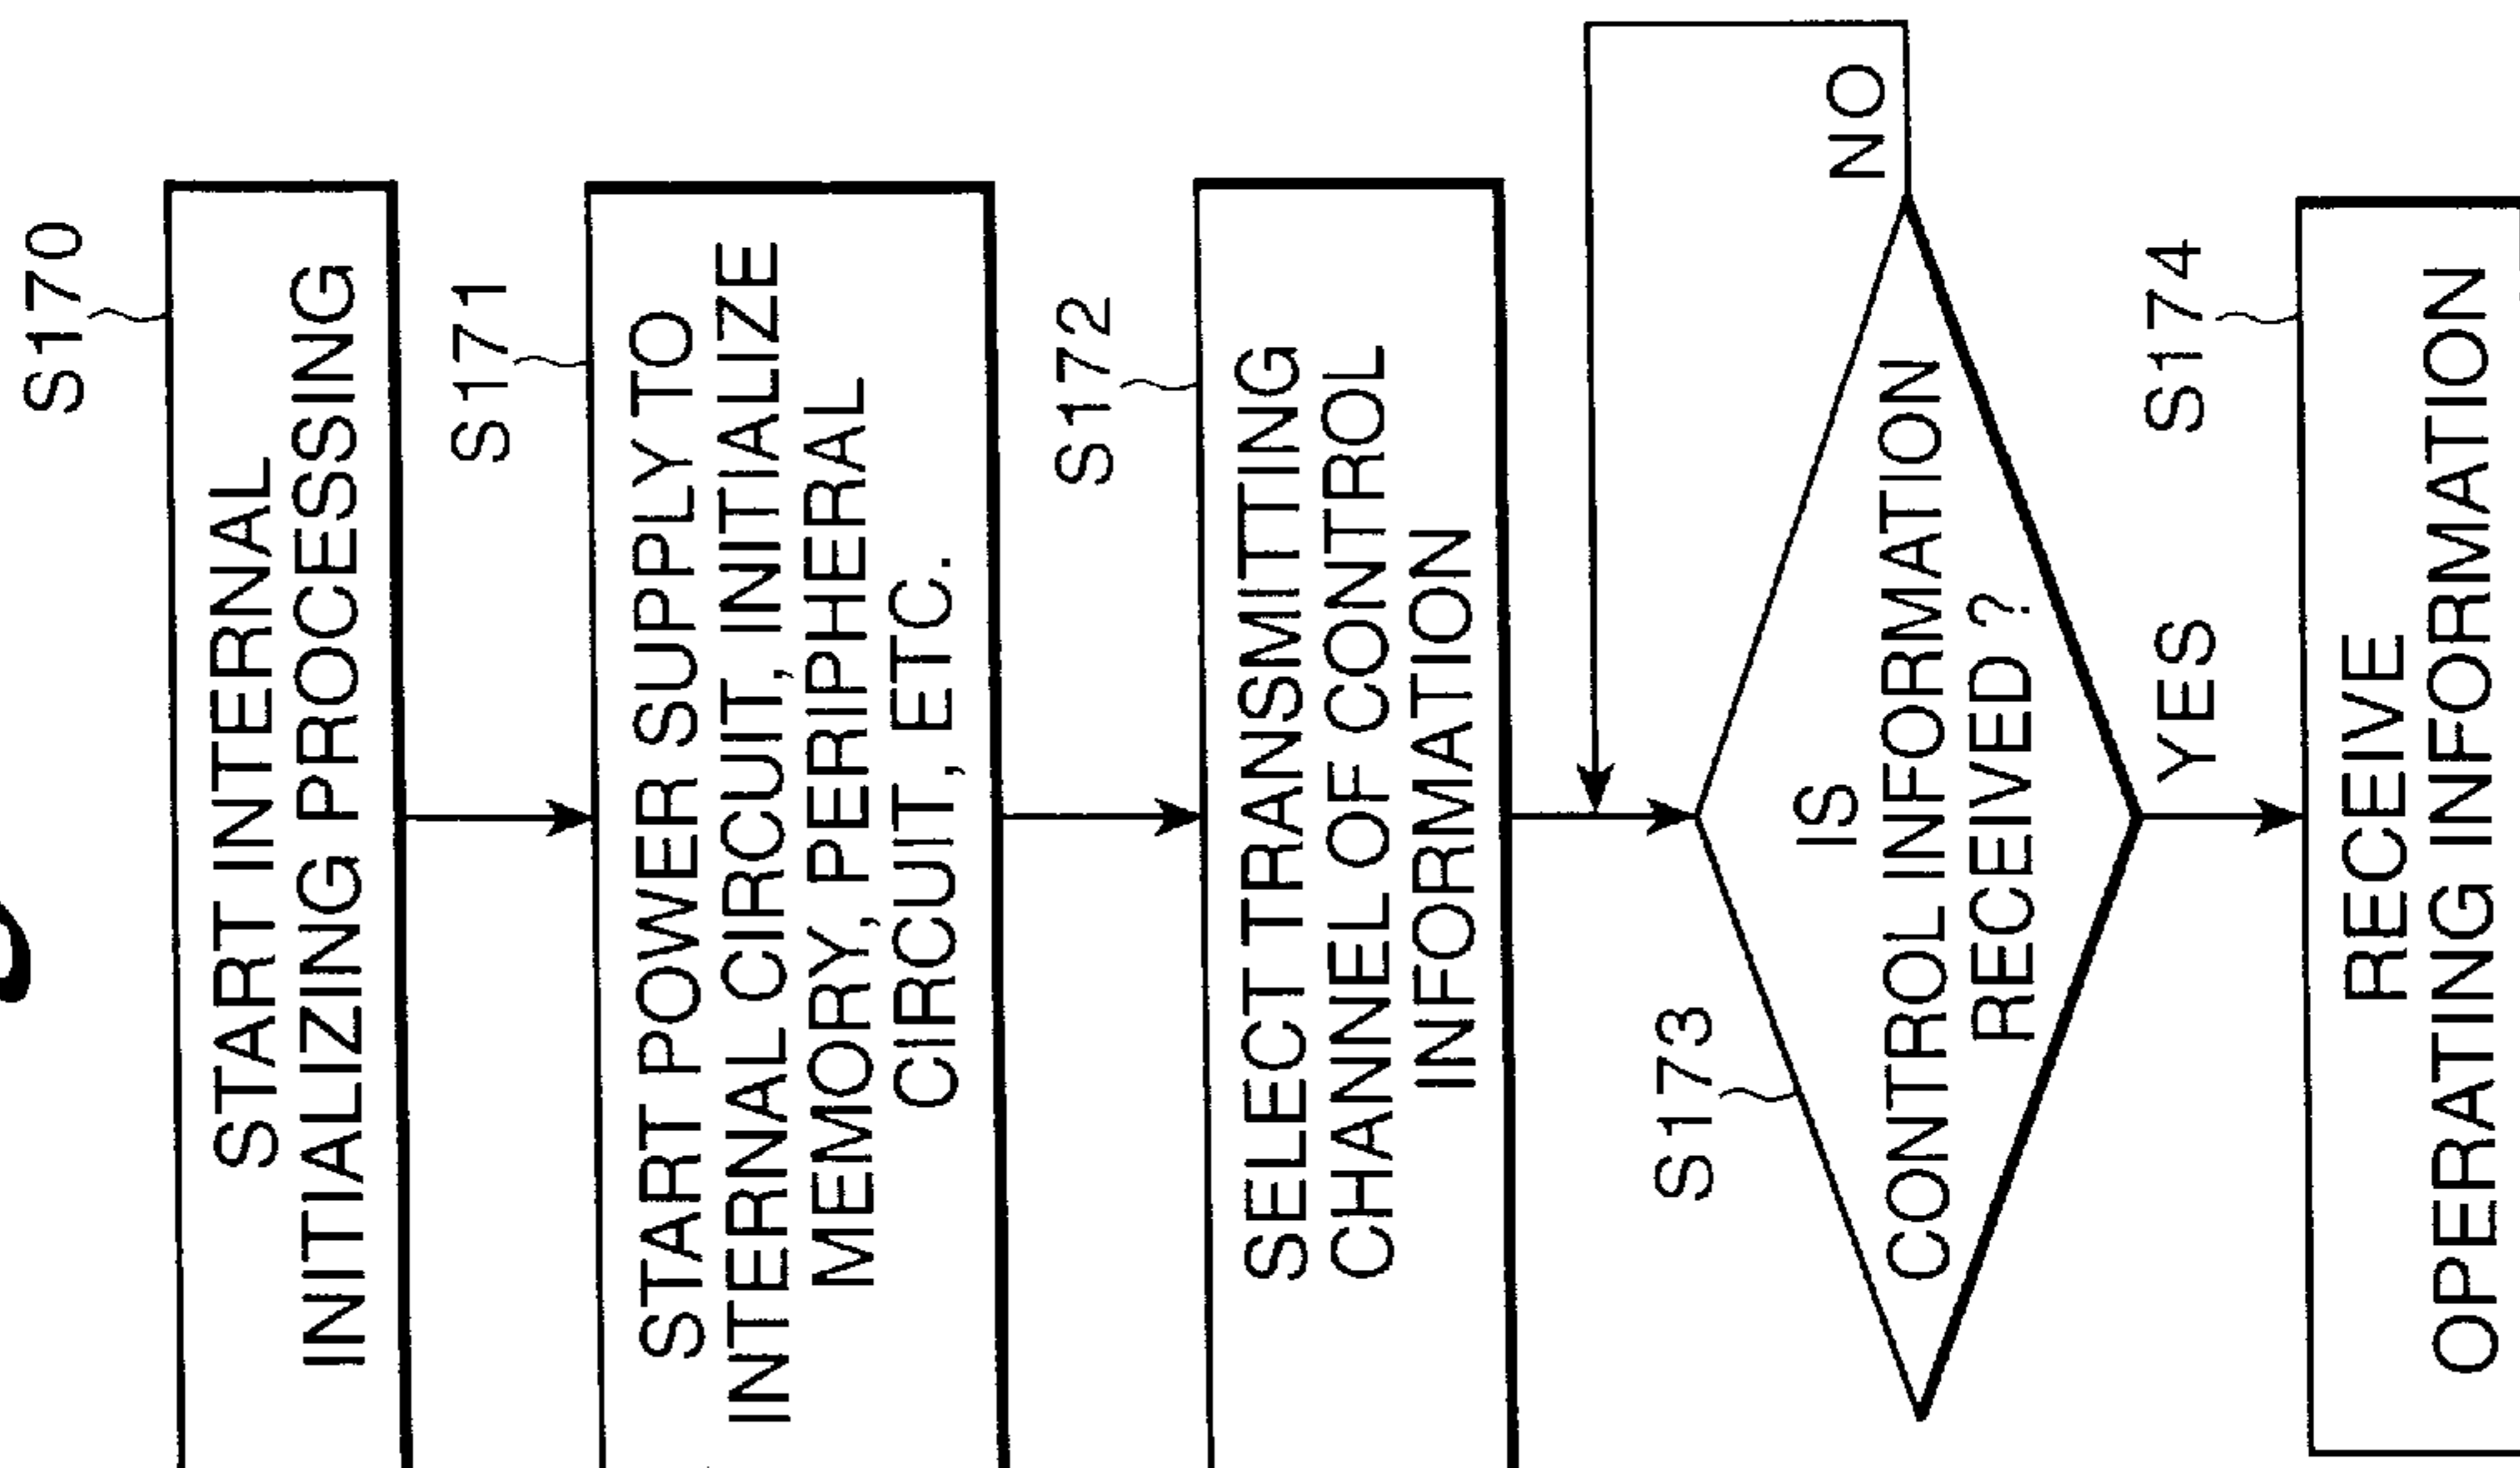 S170
START INTERNAL
INITIALIZING PROCESSING
S171
START POWER SUPPLY TO
INTERNAL CIRCUIT, INITIALIZE
MEMORY, PERIPHERAL
CIRCUIT, ETC.
S172
SELECT TRANSMITTING
CHANNEL OF CONTROL
INFORMATION
NO
S173
IS
CONTROL INFORMATION
RECEIVED ?
YES
S174
RECEIVE
OPERATING INFORMATION